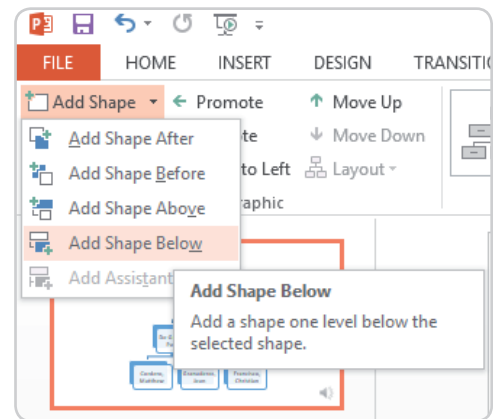 FILE HOME INSERT DESIGN TRANSITI
Add Shape Promote Move Up
Add Shape After te Move Down
Add Shape Before to Left Layout
Add Shape Above raphic
Add Shape Below
Add Assistant
Add Shape Below
Add a shape one level below the
selected shape.